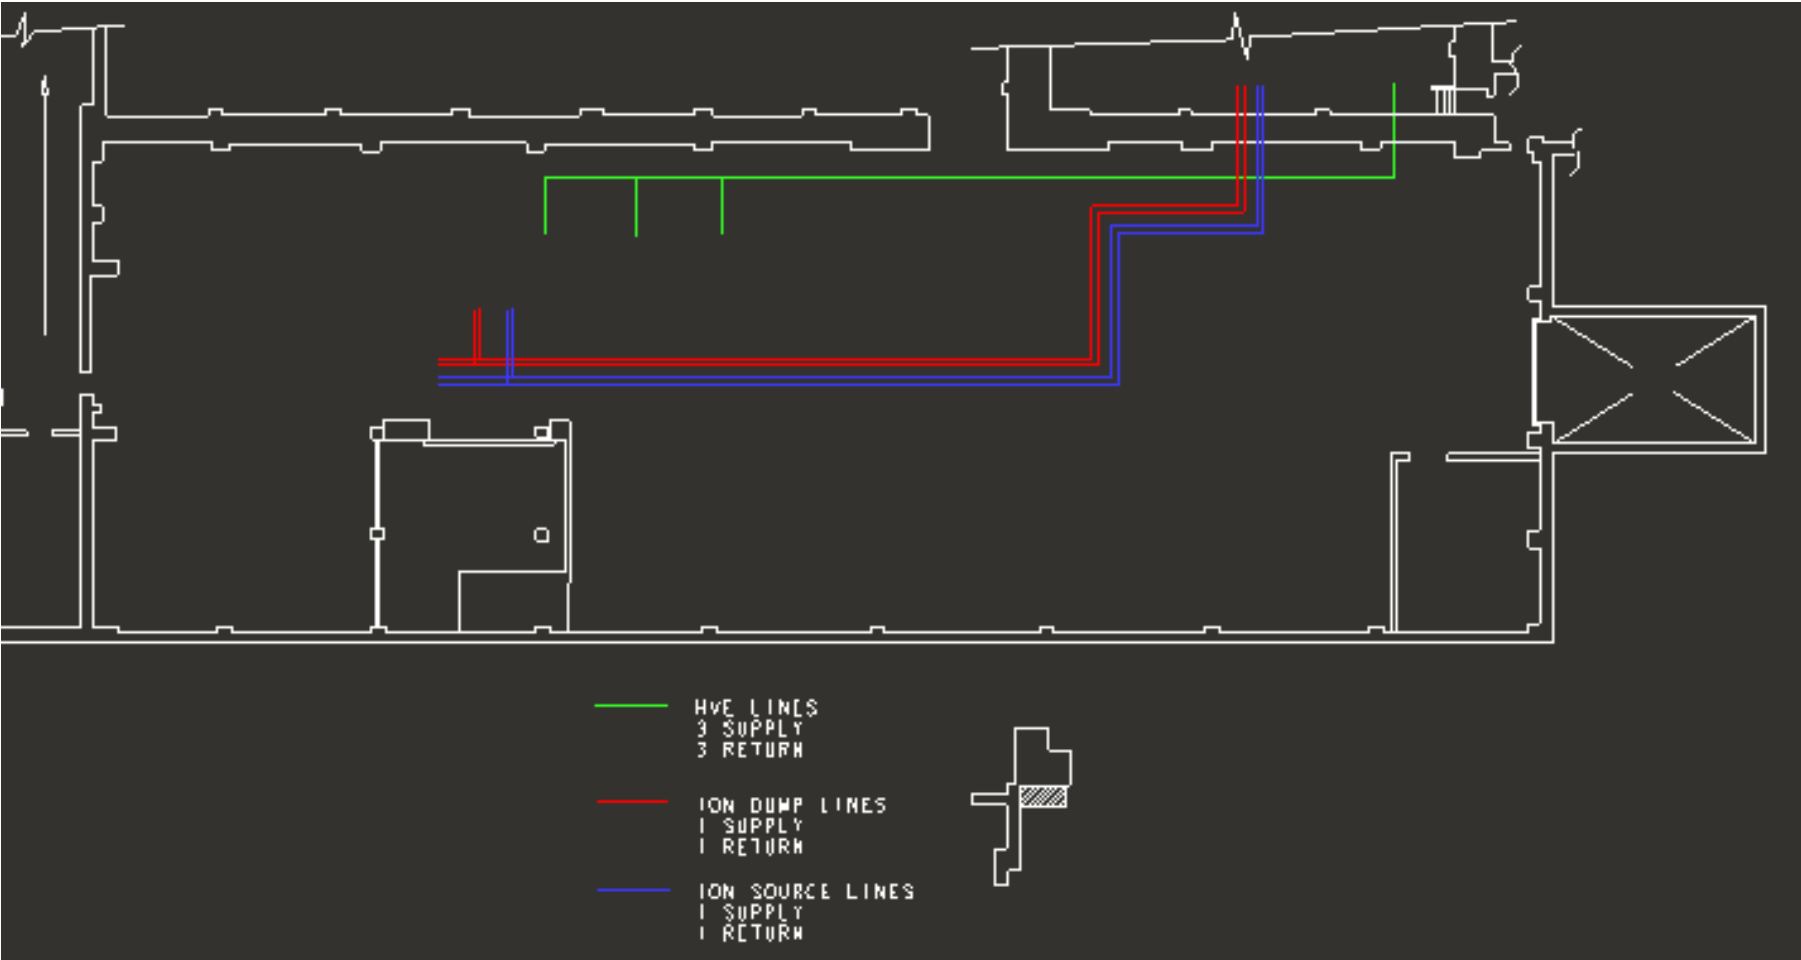 HVE LINES
3 SUPPLY
3 RETURN
ION DUMP LINES
1 SUPPLY
1 RETURN
ION SOURCE LINES
1 SUPPLY
1 RETURN